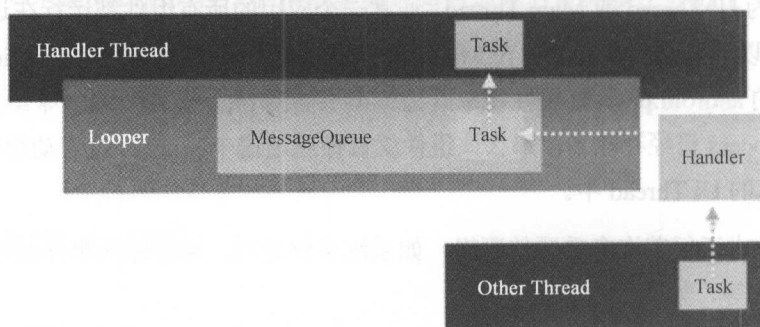 Task
Handler Thread
Looper
MessageQueue
Task
Handler
Other Thread
Task